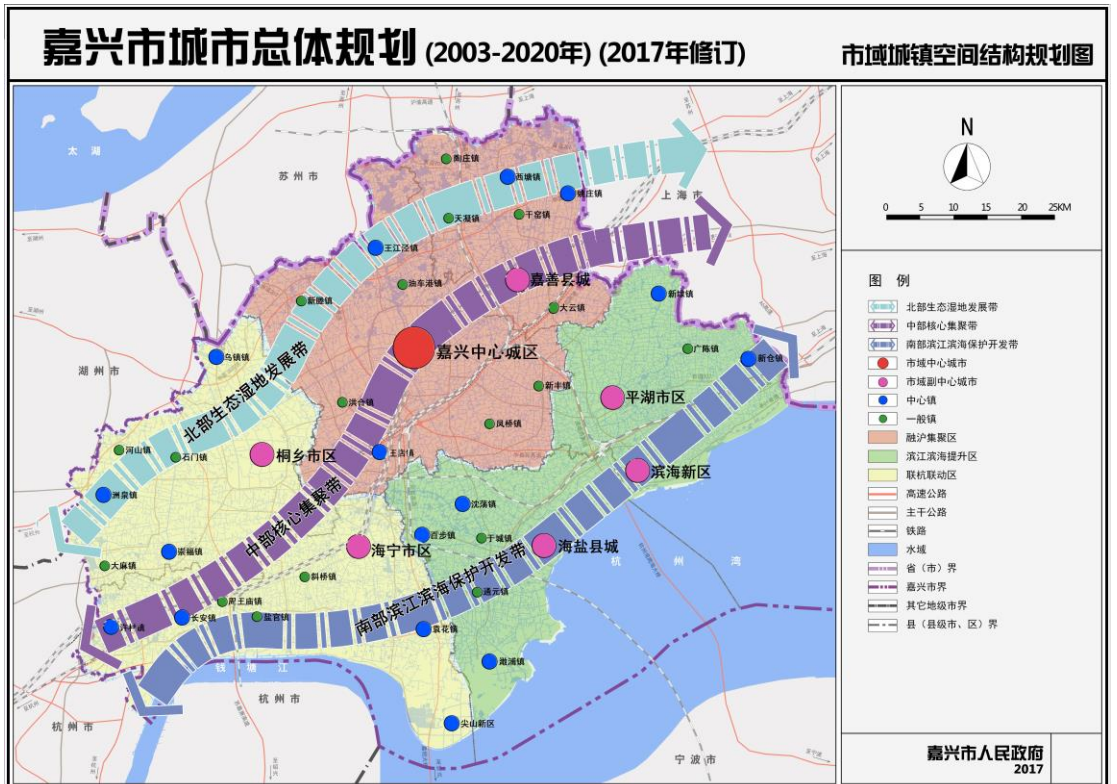 嘉兴市城市总体规划 (2003-2020年) (2017年修订)
市域城镇空间结构规划图
太 湖
苏 州 市
上 海 市
湖 州 市
杭 州 市
杭 州 市
宁 波 市
杭 州 湾
钱 塘 江
陶庄镇
西塘镇
姚庄镇
天凝镇
干窑镇
王江泾镇
油车港镇
嘉善县城
新塍镇
大云镇
新埭镇
嘉兴中心城区
乌镇镇
广陈镇
新仓镇
新丰镇
平湖市区
洪合镇
凤桥镇
北部生态湿地发展带
河山镇
石门镇
桐乡市区
王店镇
滨海新区
洲泉镇
中部核心集聚带
沈荡镇
百步镇
于城镇
海盐县城
崇福镇
海宁市区
大麻镇
斜桥镇
通元镇
周王庙镇
长安镇
盐官镇
南部滨江滨海保护开发带
许村镇
袁花镇
澉浦镇
尖山新区
N
0 5 10 15 20 25KM
图 例
北部生态湿地发展带
中部核心集聚带
南部滨江滨海保护开发带
市域中心城市
市域副中心城市
中心镇
一般镇
融沪集聚区
滨江滨海提升区
联杭联动区
高速公路
主干公路
铁路
水域
省（市）界
嘉兴市界
其它地级市界
县（县级市、区）界
嘉兴市人民政府
2017